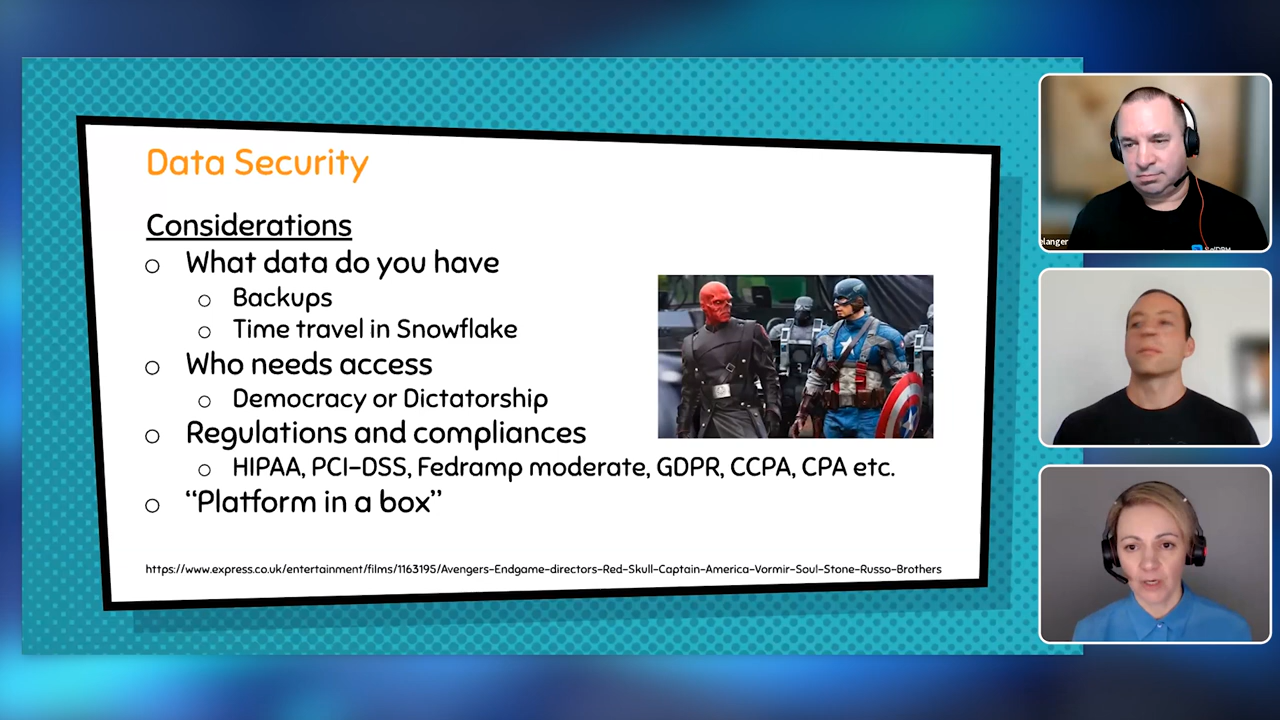 Data Security
Considerations
What data do you have
Backups
Time travel in Snowflake
Who needs access
Democracy or Dictatorship
Regulations and compliances
HIPAA, PCI-DSS, Fedramp moderate, GDPR, CCPA, CPA etc.
“Platform in a box”
https://www.express.co.uk/entertainment/films/1163195/Avengers-Endgame-directors-Red-Skull-Captain-America-Vormir-Soul-Stone-Russo-Brothers
elanger